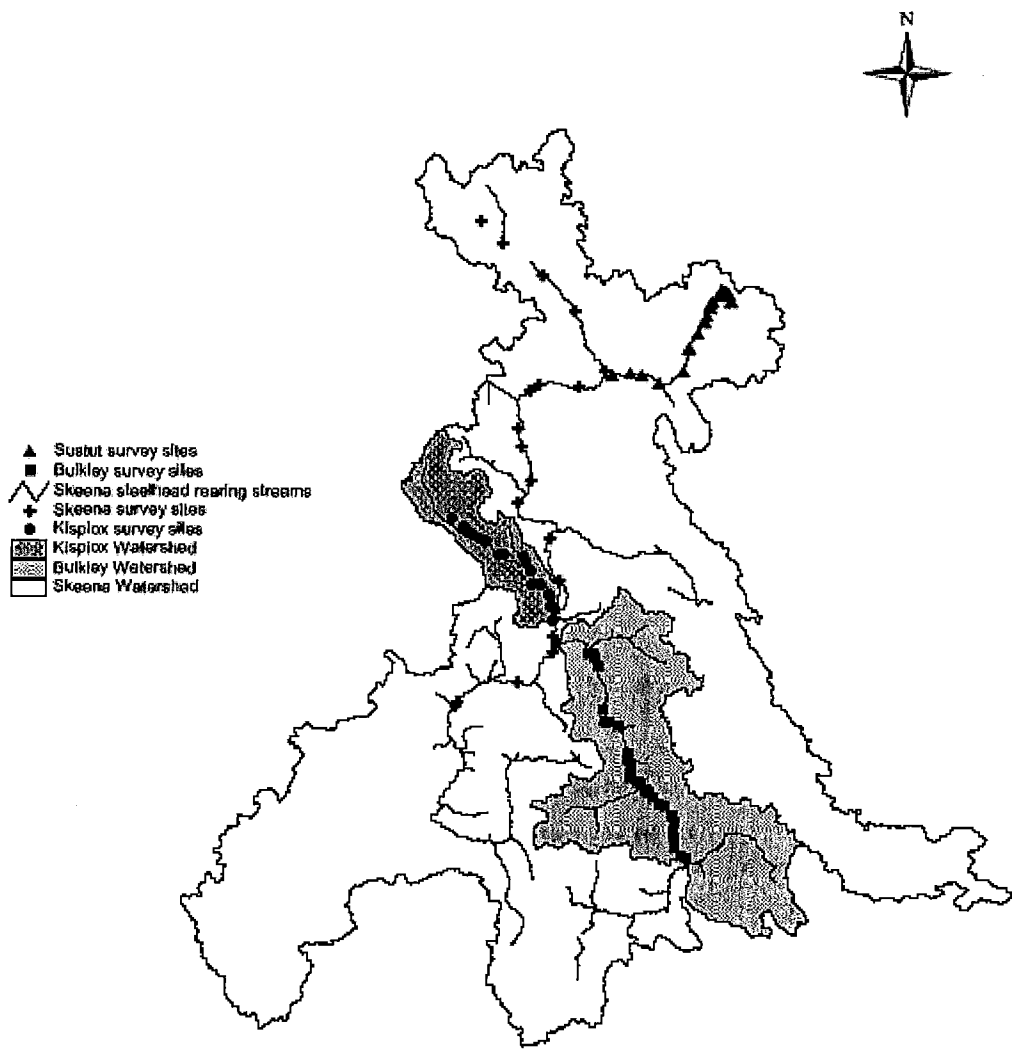 N
Sustut survey sites
Bulkley survey sites
Skeena steelhead rearing streams
Skeena survey sites
Kispiox survey sites
Kispiox Watershed
Bulkley Watershed
Skeena Watershed